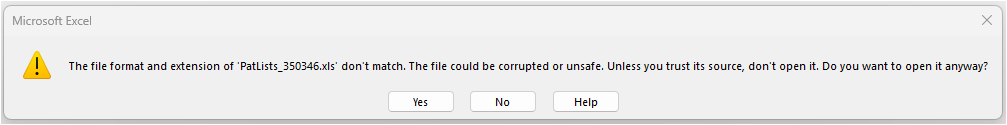 Microsoft Excel
The file format and extension of 'PatLists_350346.xls' don't match. The file could be corrupted or unsafe. Unless you trust its source, don't open it. Do you want to open it anyway?
Yes
No
Help